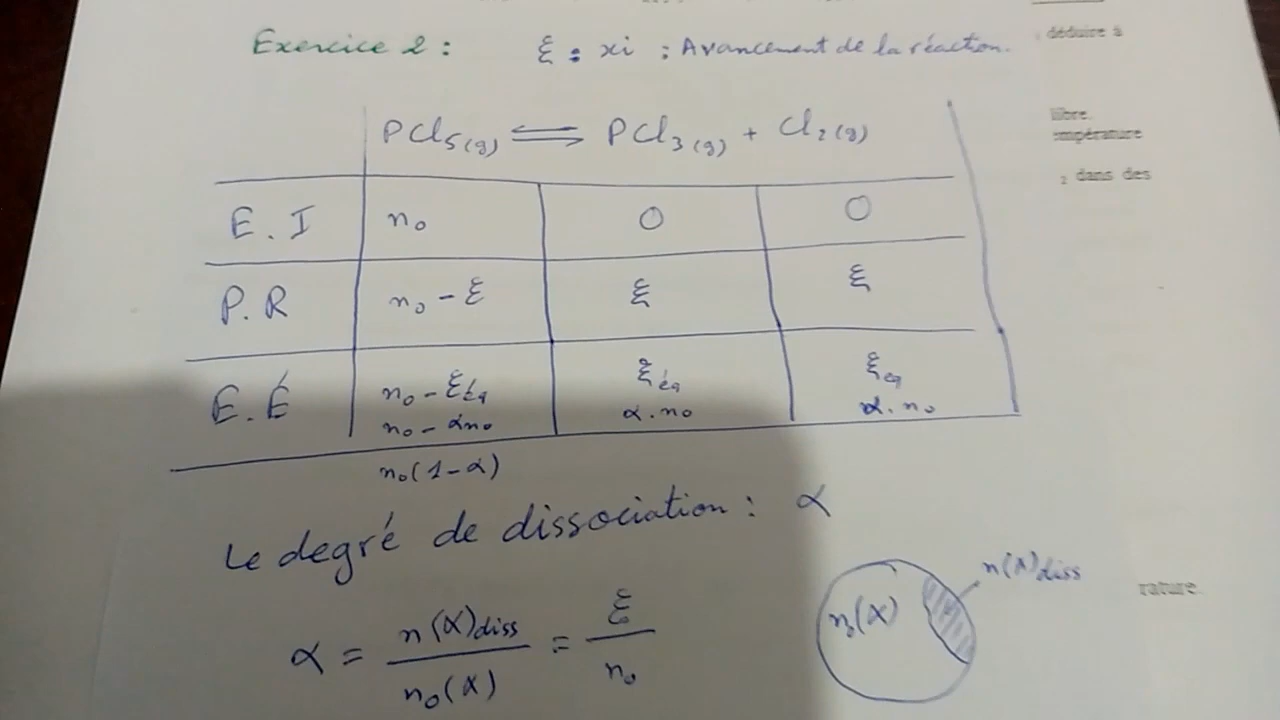 Exercice 2 : ξ : xi ; Avancement de la réaction.
déduire à
PCl5(g) ⇌ PCl3(g) + Cl2(g)
libre.
empérature
2 dans des
E.I n0 0 0
P.R n0 - ξ ξ ξ
E.É n0 - ξéq ξéq ξéq
n0 - αn0 α.n0 α.n0
n0(1-α)
Le degré de dissociation : α
n(X)diss
rature.
α = n(X)diss / n0(X) = ξ / n0
n0(X)